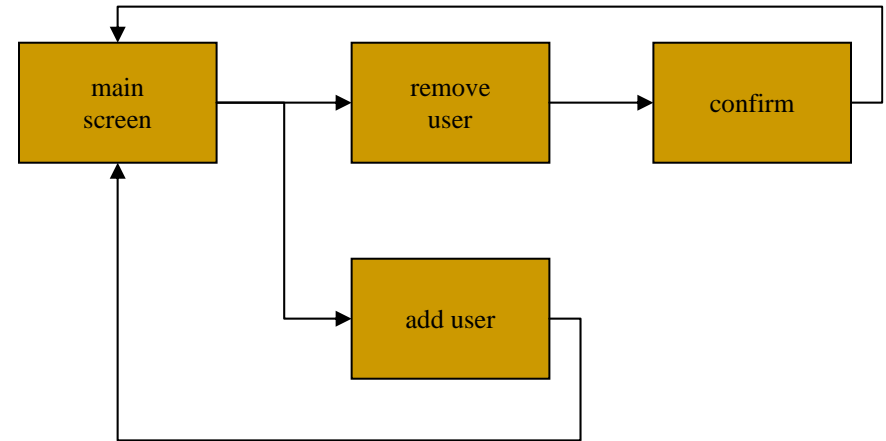 main
screen
remove
user
confirm
add user